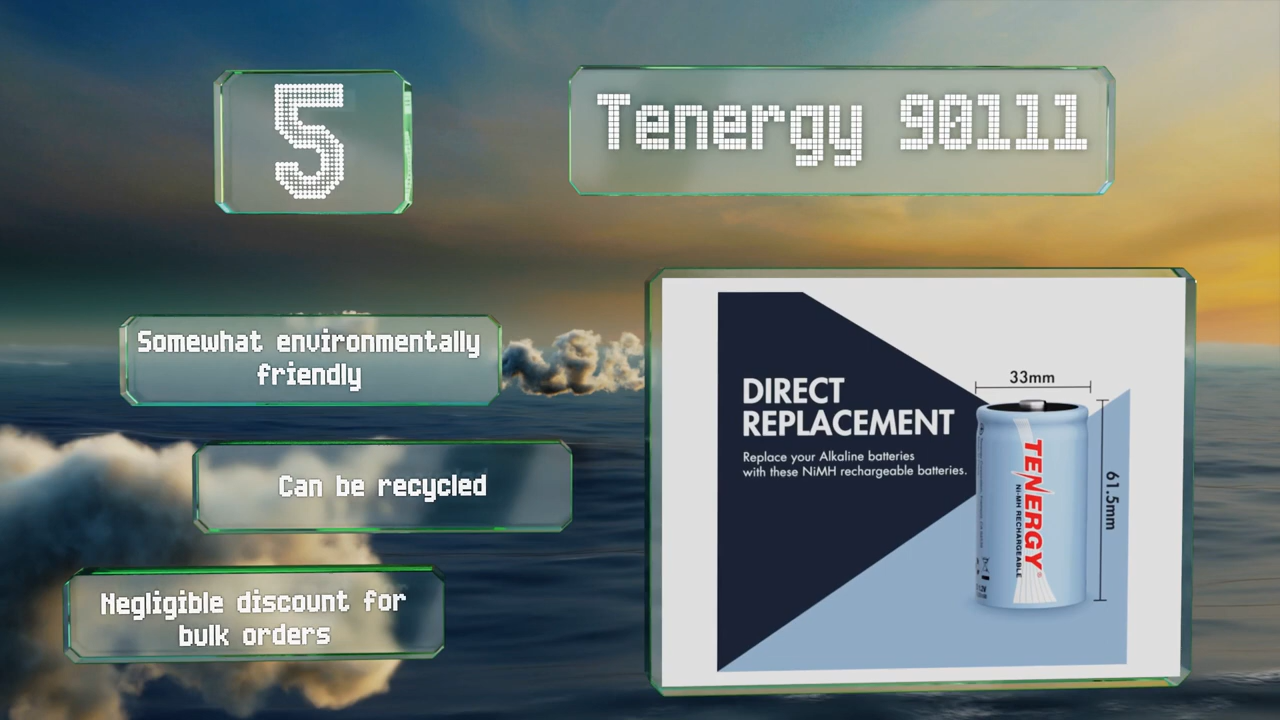 5
Tenergy 90111
Somewhat environmentally
friendly
Can be recycled
Negligible discount for
bulk orders
DIRECT
REPLACEMENT
Replace your Alkaline batteries
with these NiMH rechargeable batteries.
33mm
61.5mm
TENERGY®
Ni-MH RECHARGEABLE